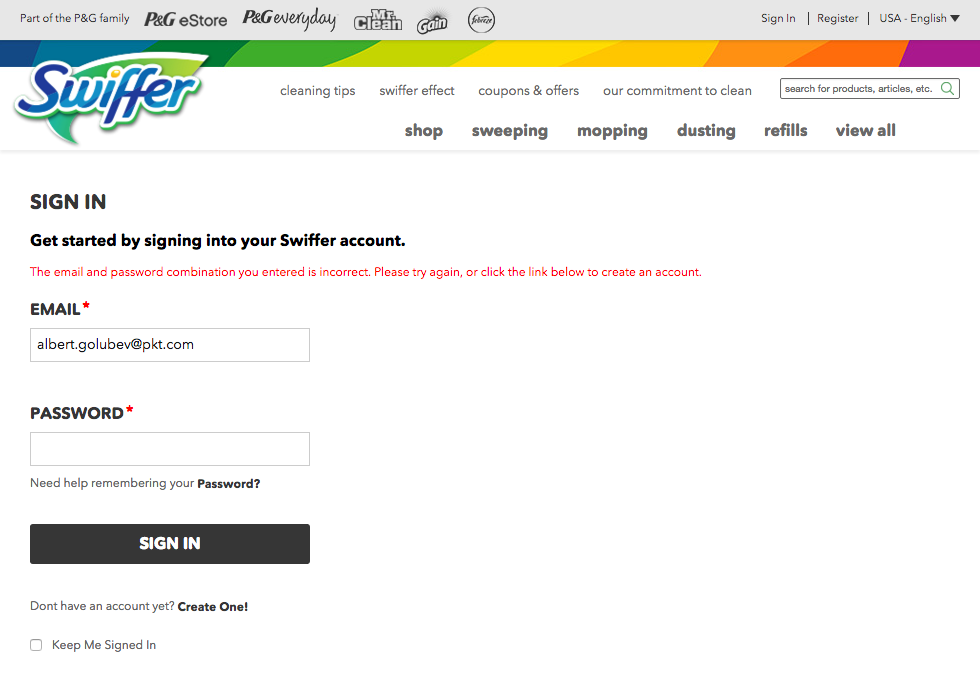 Part of the P&G family P&G eStore P&G everyday Mr. Clean Gain febreze Sign In | Register | USA - English
Swiffer
cleaning tips swiffer effect coupons & offers our commitment to clean search for products, articles, etc.
shop sweeping mopping dusting refills view all
SIGN IN
Get started by signing into your Swiffer account.
The email and password combination you entered is incorrect. Please try again, or click the link below to create an account.
EMAIL*
albert.golubev@pkt.com
PASSWORD*
Need help remembering your Password?
SIGN IN
Dont have an account yet? Create One!
Keep Me Signed In